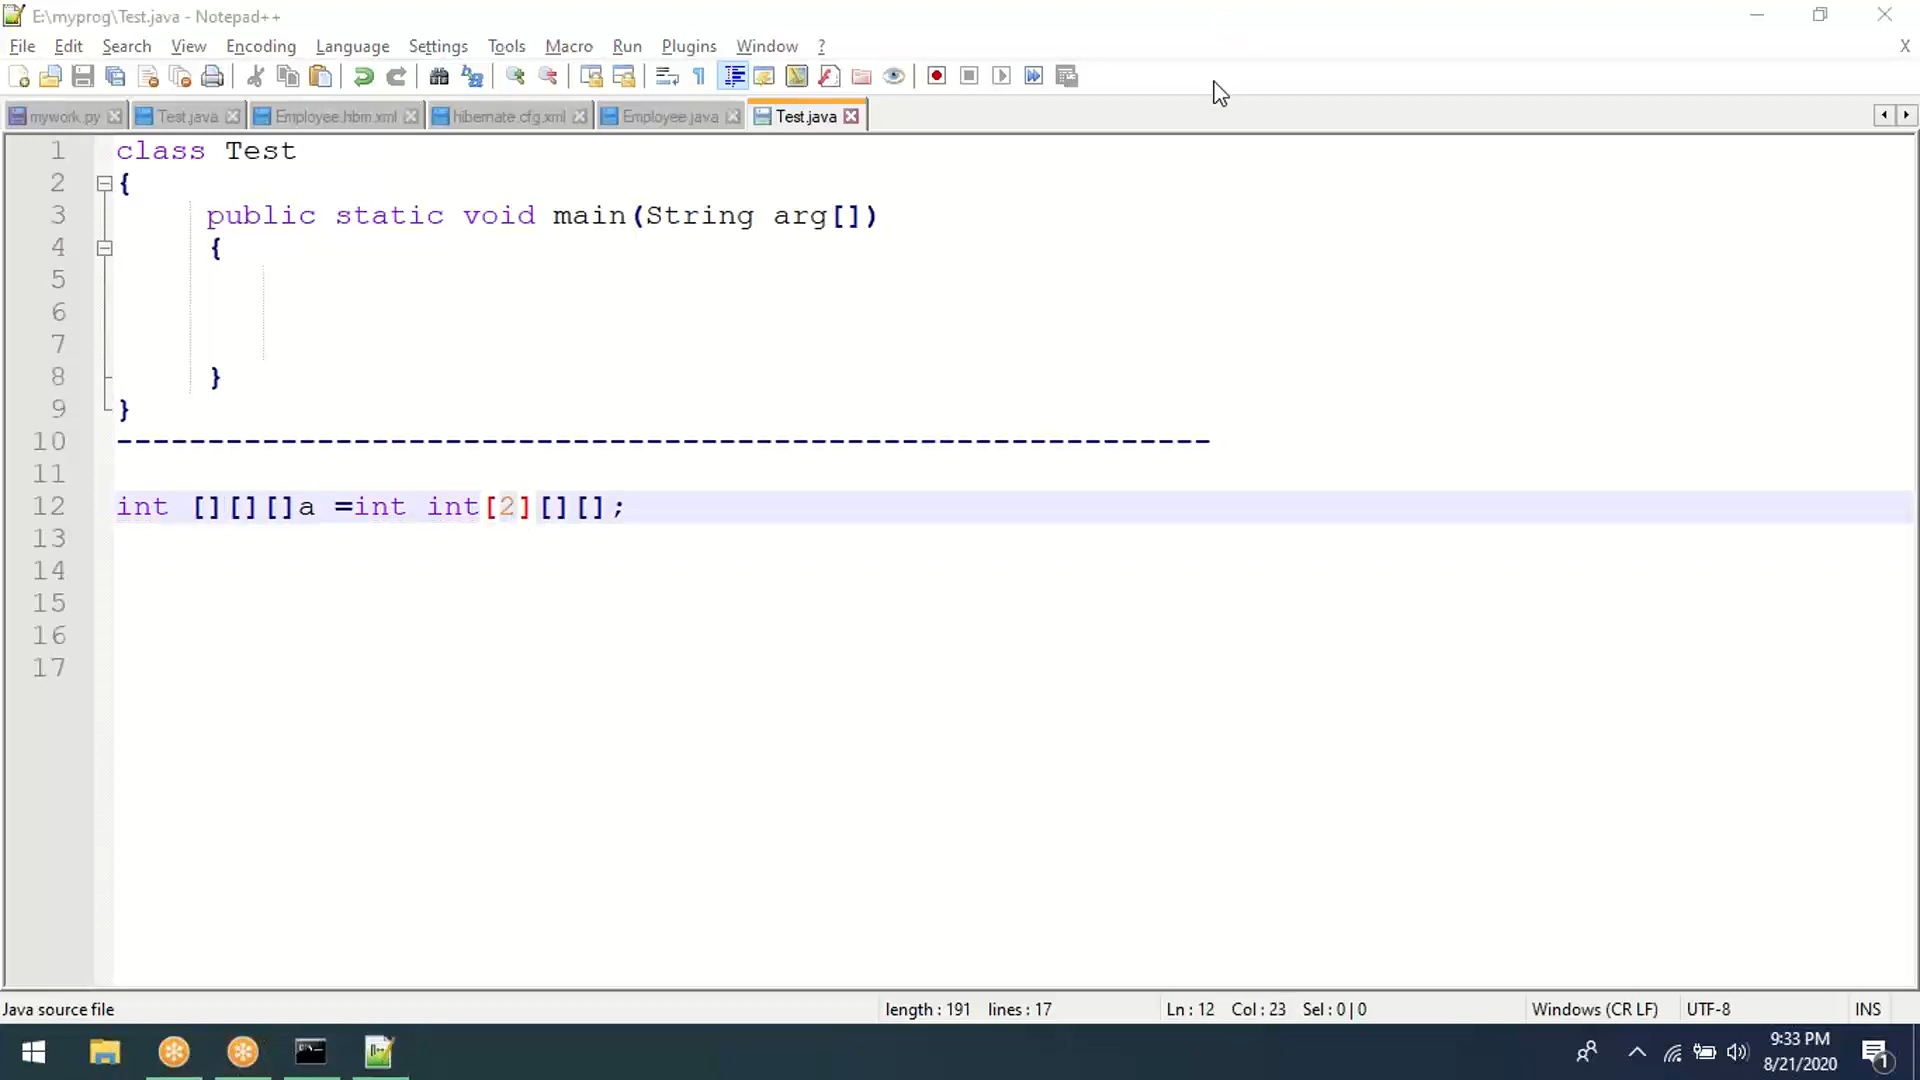 E:\myprog\Test.java - Notepad++
File Edit Search View Encoding Language Settings Tools Macro Run Plugins Window ? X
mywork.py Test.java Employee.hbm.xml hibernate.cfg.xml Employee.java Test.java
1 class Test
2 {
3 public static void main(String arg[])
4 {
5
6
7
8 }
9 }
10 ------------------------------------------------------------
11
12 int [][][]a =int int[2][][];
13
14
15
16
17
Java source file length : 191 lines : 17 Ln : 12 Col : 23 Sel : 0 | 0 Windows (CR LF) UTF-8 INS
9:33 PM
8/21/2020
1